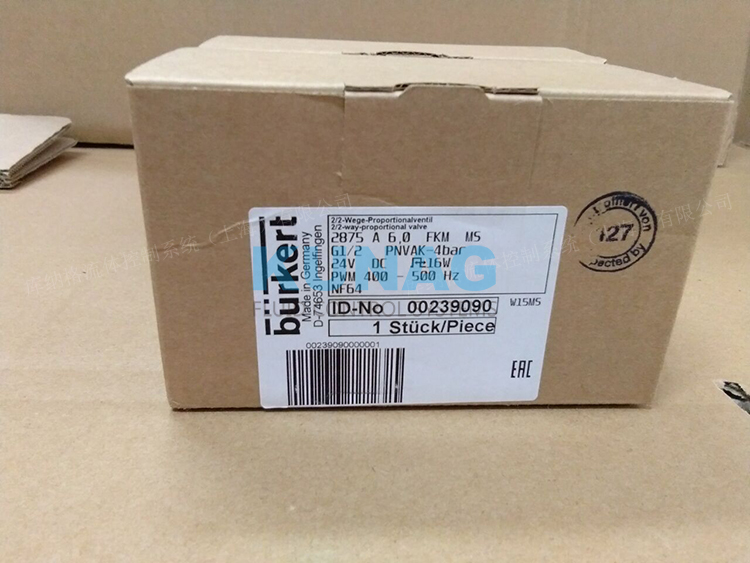 bürkert
Made in Germany
D-74653 Ingelfingen
2/2-Wege-Proportionalventil
2/2-way-proportional valve
2875 A 6,0 FKM MS
G1/2 PNVAK-4bar
24V DC 16W
PWM 400 - 500 Hz
NF64
ID-No 00239090
W15MS
1 Stück/Piece
00239090000001
EAC
127